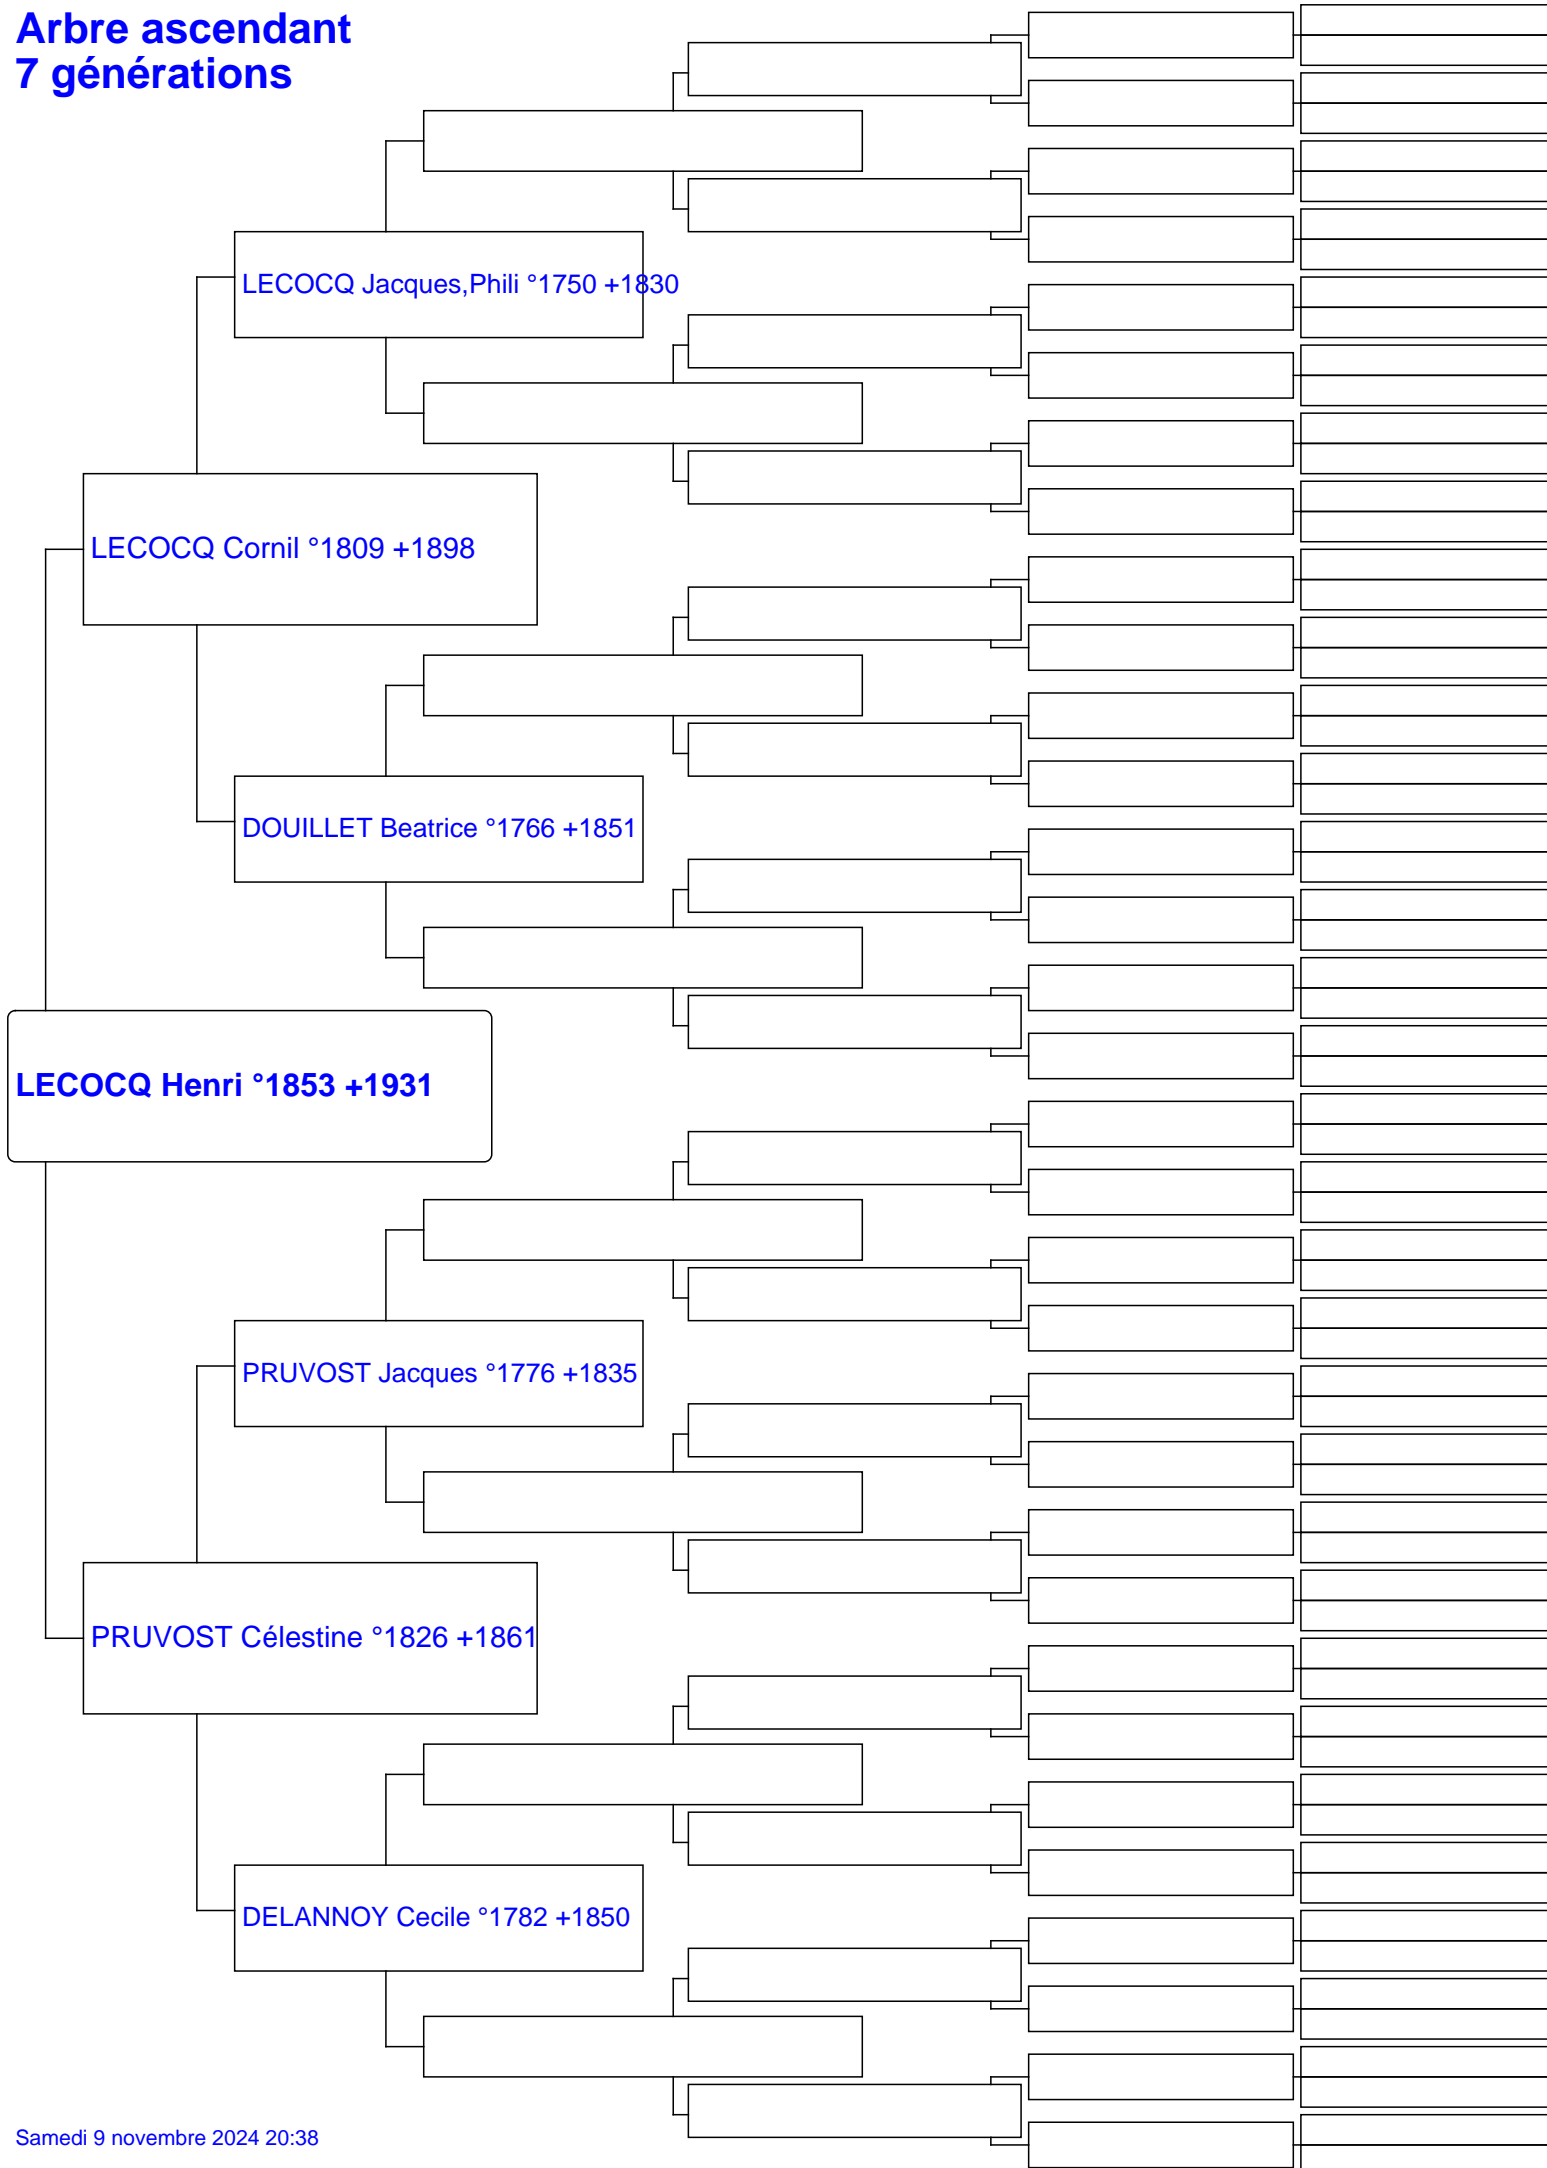 Arbre ascendant
7 générations
LECOCQ Jacques,Phili °1750 +1830
LECOCQ Cornil °1809 +1898
DOUILLET Beatrice °1766 +1851
LECOCQ Henri °1853 +1931
PRUVOST Jacques °1776 +1835
PRUVOST Célestine °1826 +1861
DELANNOY Cecile °1782 +1850
Samedi 9 novembre 2024 20:38